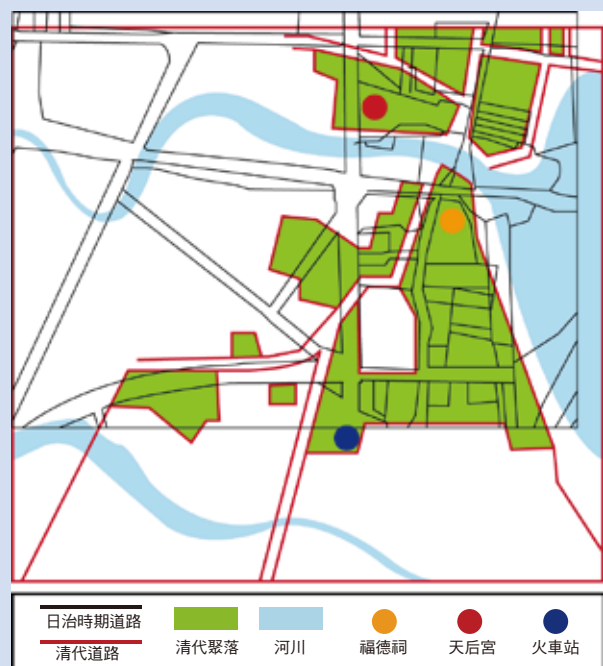 日治時期道路
清代道路
清代聚落
河川
福德祠
天后宮
火車站